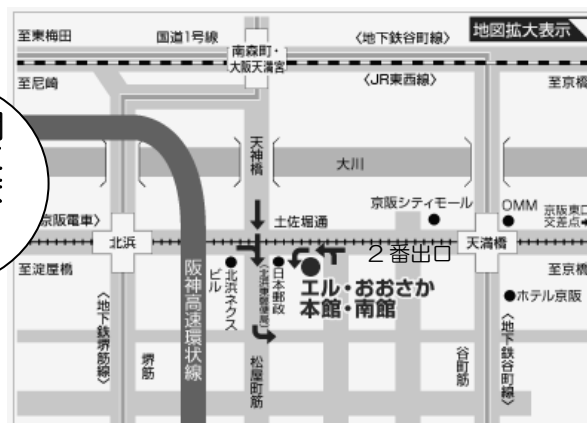 地図拡大表示
至東梅田
国道1号線
〈地下鉄谷町線〉
南森町・
大阪天満宮
至尼崎
〈JR東西線〉
至京橋
天神橋
大川
京阪シティモール
OMM
京阪東口
交差点
京阪電車〉
土佐堀通
北浜
２番出口
天満橋
至淀屋橋
至京橋
阪神高速環状線
北浜ネクス
ビル
日本郵政
(北浜東郵便局)
エル・おおさか
本館・南館
ホテル京阪
〈地下鉄堺筋線〉
堺筋
松屋町筋
谷町筋
〈地下鉄谷町線〉